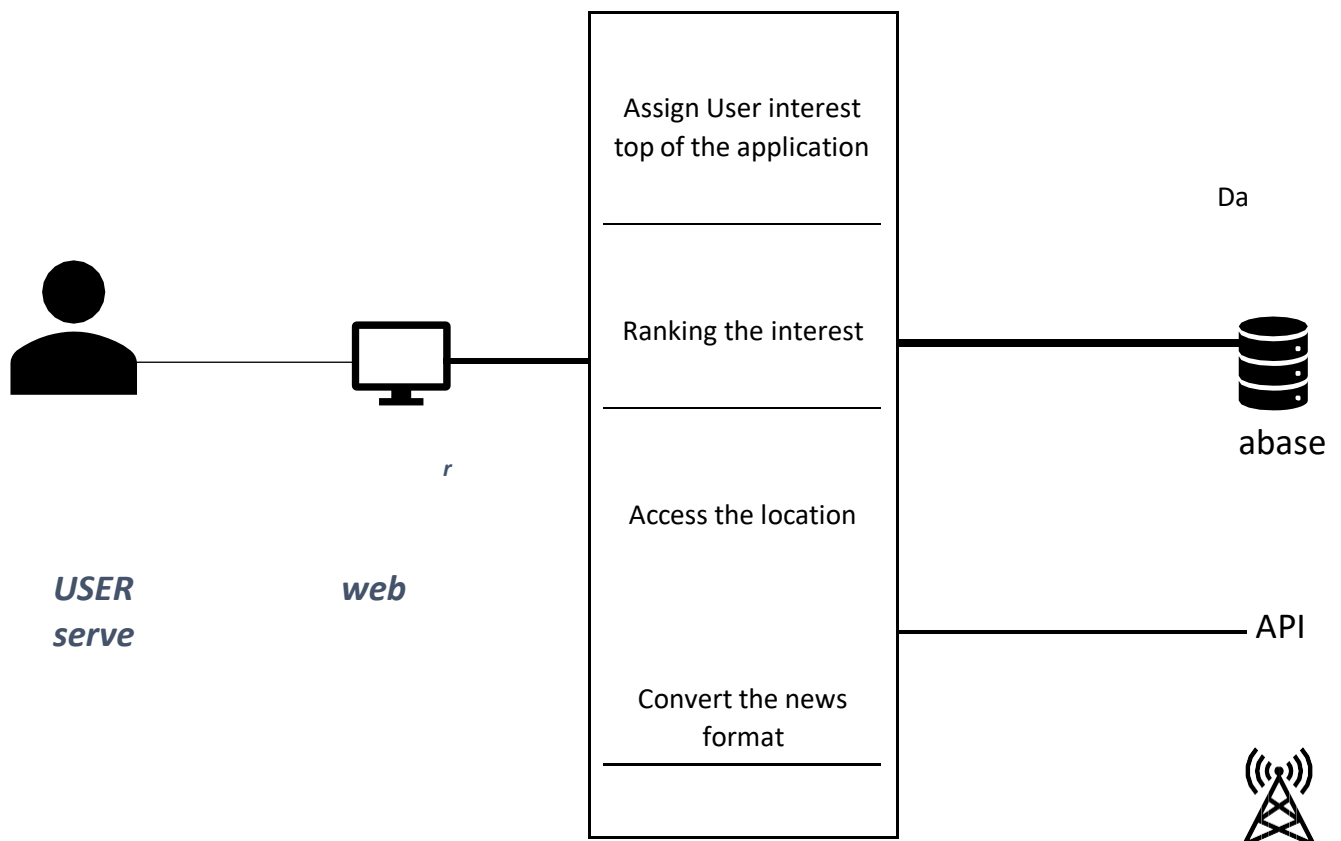 Assign User interest
top of the application
Da
Ranking the interest
abase
r
Access the location
USER web
serve
API
Convert the news
format